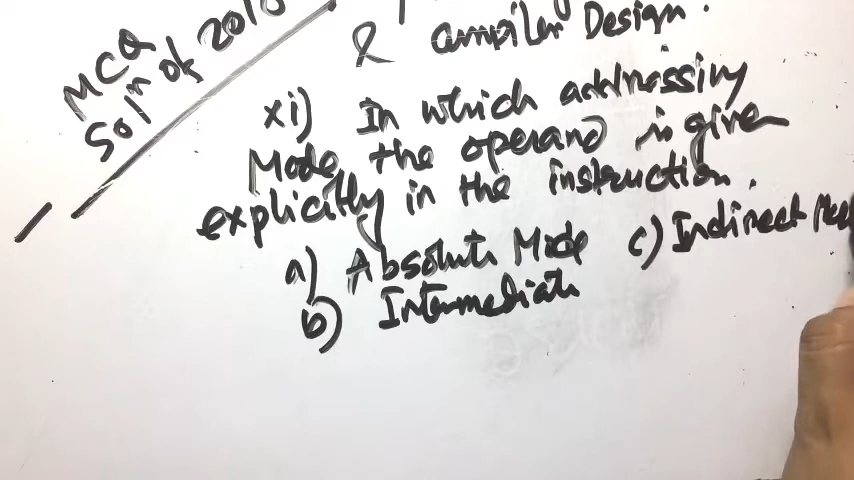 MCQ
Solⁿ of 2018
& Compiler Design.
xi) In which addressing
Mode, the operand is given
explicitly in the instruction.
a) Absolute Mode c) Indirect
b) Intermediate